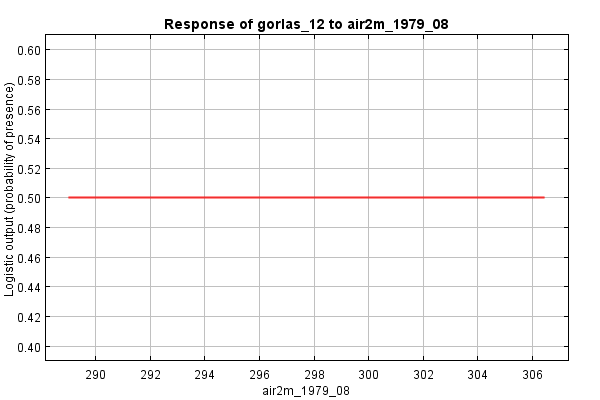 Response of gorlas_12 to air2m_1979_08
Logistic output (probability of presence)
0.60
0.58
0.56
0.54
0.52
0.50
0.48
0.46
0.44
0.42
0.40
290 292 294 296 298 300 302 304 306
air2m_1979_08